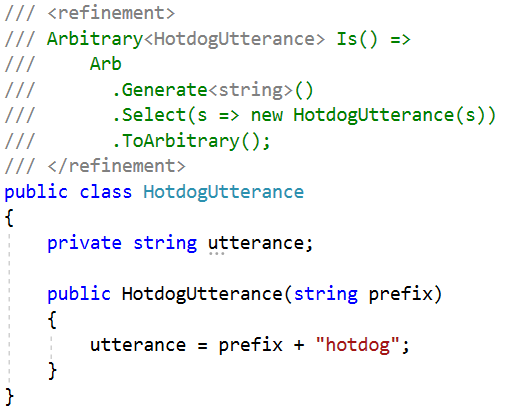 /// <refinement>
/// Arbitrary<HotdogUtterance> Is() =>
///     Arb
///       .Generate<string>()
///       .Select(s => new HotdogUtterance(s))
///       .ToArbitrary();
/// </refinement>
public class HotdogUtterance
{
    private string utterance;

    public HotdogUtterance(string prefix)
    {
        utterance = prefix + "hotdog";
    }
}